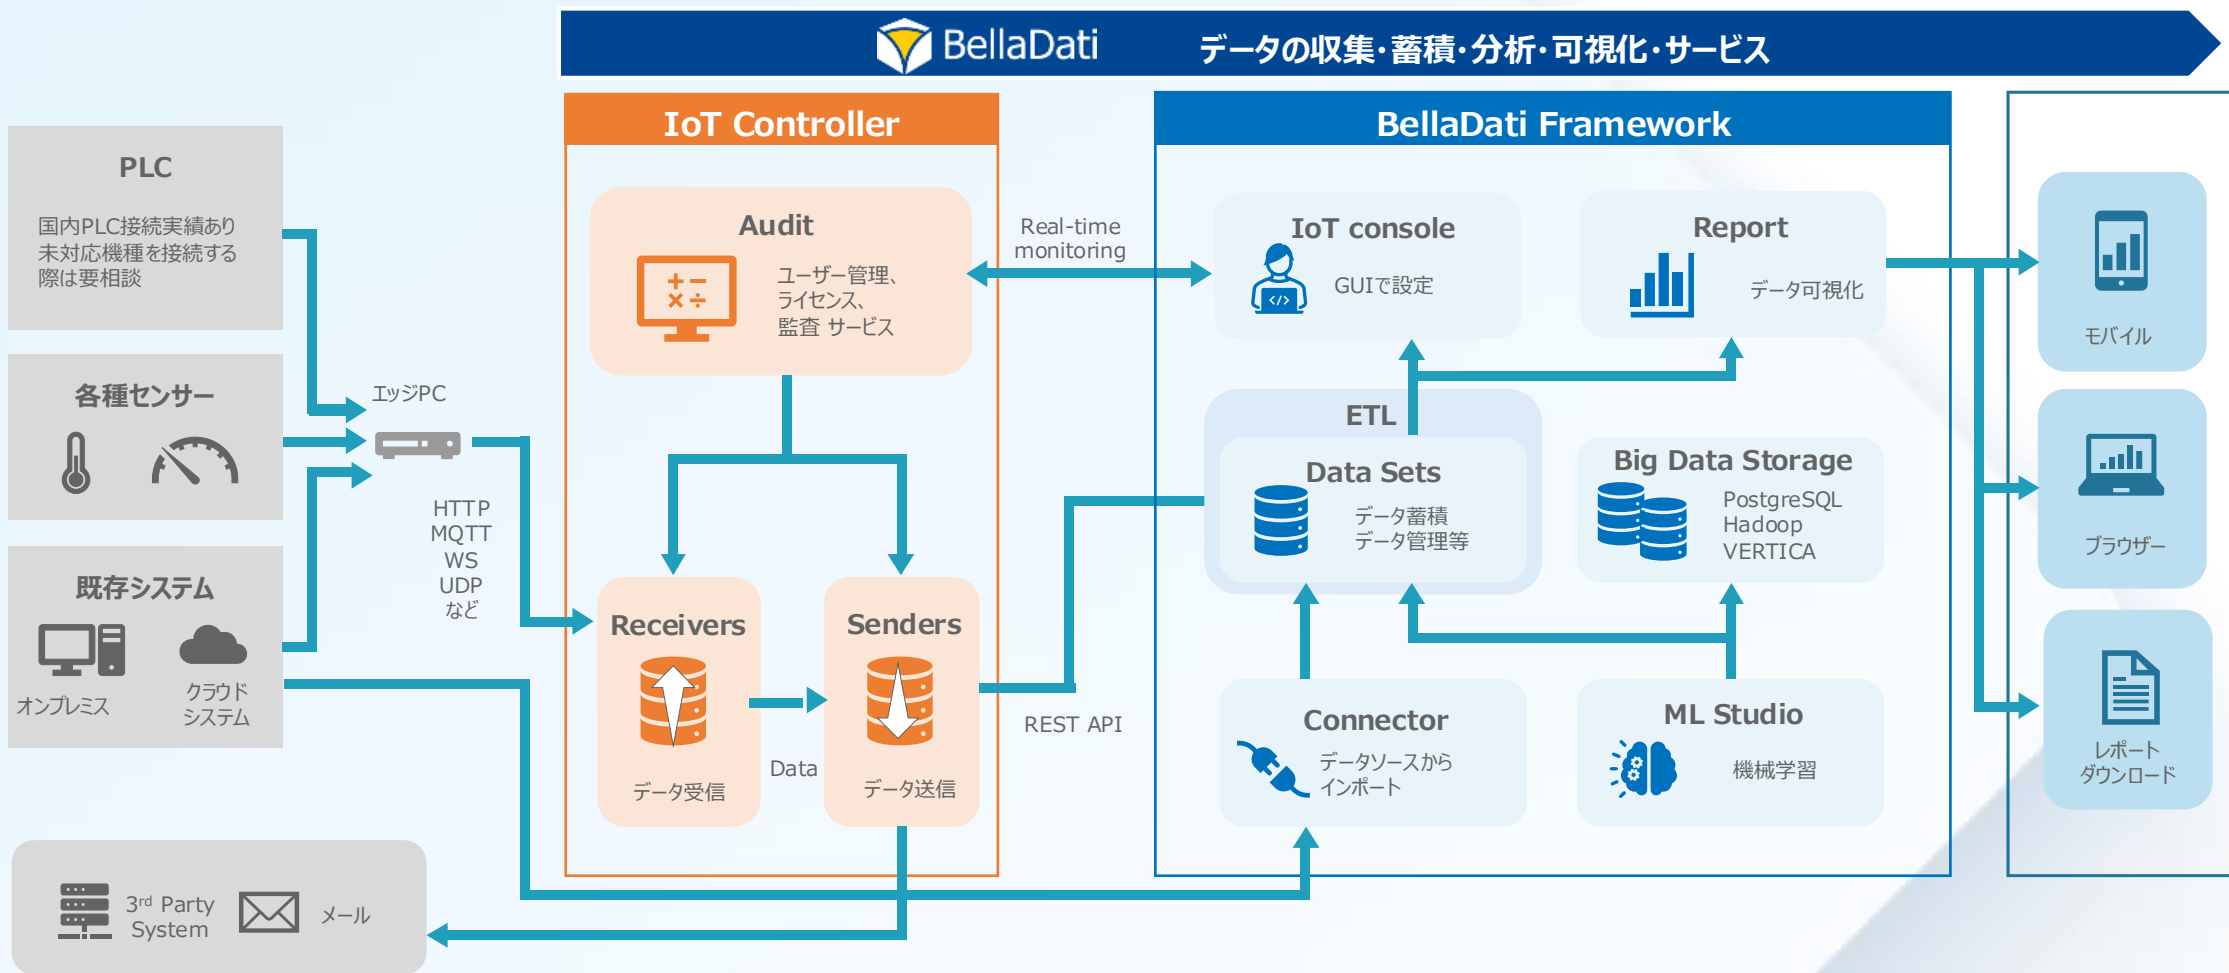 BellaDati
データの収集・蓄積・分析・可視化・サービス
PLC
国内PLC接続実績あり
未対応機種を接続する
際は要相談
各種センサー
既存システム
オンプレミス
クラウド
システム
3rd Party
System
メール
エッジPC
HTTP
MQTT
WS
UDP
など
IoT Controller
Audit
ユーザー管理、
ライセンス、
監査 サービス
Receivers
データ受信
Data
Senders
データ送信
Real-time
monitoring
REST API
BellaDati Framework
IoT console
</>
GUIで設定
Report
データ可視化
ETL
Data Sets
データ蓄積
データ管理等
Big Data Storage
PostgreSQL
Hadoop
VERTICA
Connector
データソースから
インポート
ML Studio
機械学習
モバイル
ブラウザー
レポート
ダウンロード